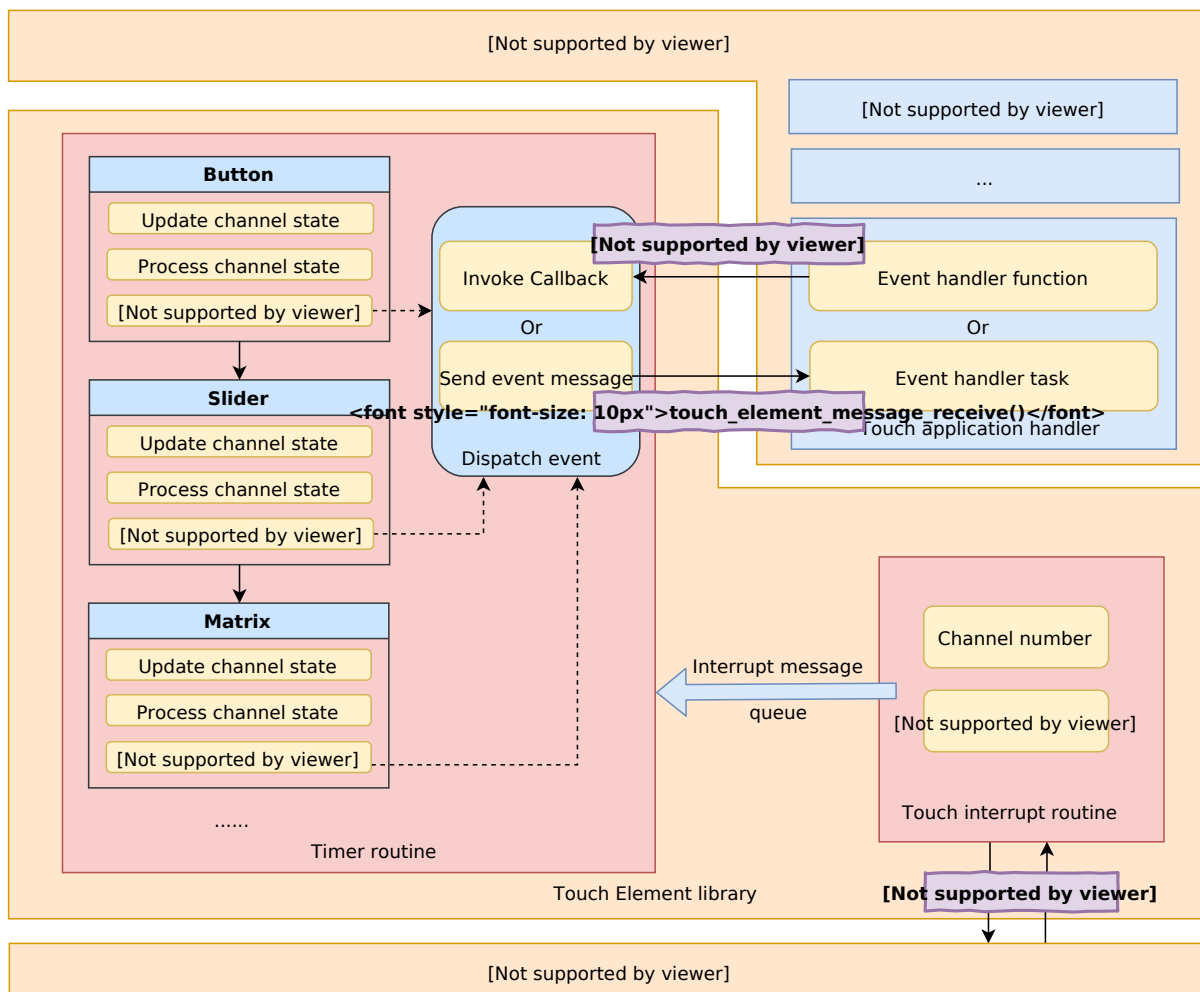 [Not supported by viewer]
[Not supported by viewer]
...
Button
Update channel state
Process channel state
[Not supported by viewer]
Slider
Update channel state
Process channel state
[Not supported by viewer]
Matrix
Update channel state
Process channel state
[Not supported by viewer]
......
Timer routine
Invoke Callback
Or
Send event message
Dispatch event
[Not supported by viewer]
<font style="font-size: 10px">touch_element_message_receive()</font>
Event handler function
Or
Event handler task
Touch application handler
Interrupt message
queue
Channel number
[Not supported by viewer]
Touch interrupt routine
[Not supported by viewer]
Touch Element library
[Not supported by viewer]